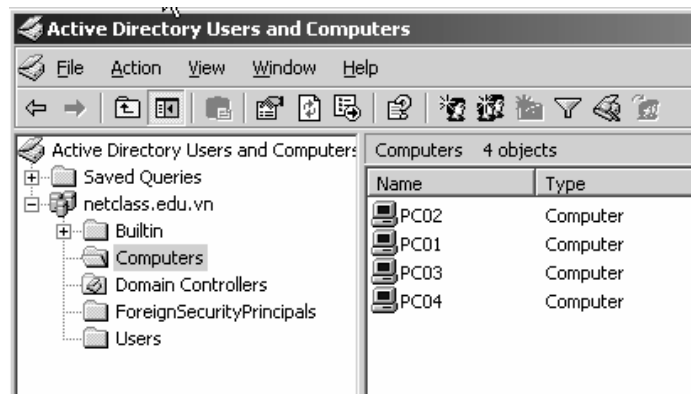 Active Directory Users and Computers
File Action View Window Help
Active Directory Users and Computers
Saved Queries
netclass.edu.vn
Builtin
Computers
Domain Controllers
ForeignSecurityPrincipals
Users
Computers 4 objects
Name Type
PC02 Computer
PC01 Computer
PC03 Computer
PC04 Computer